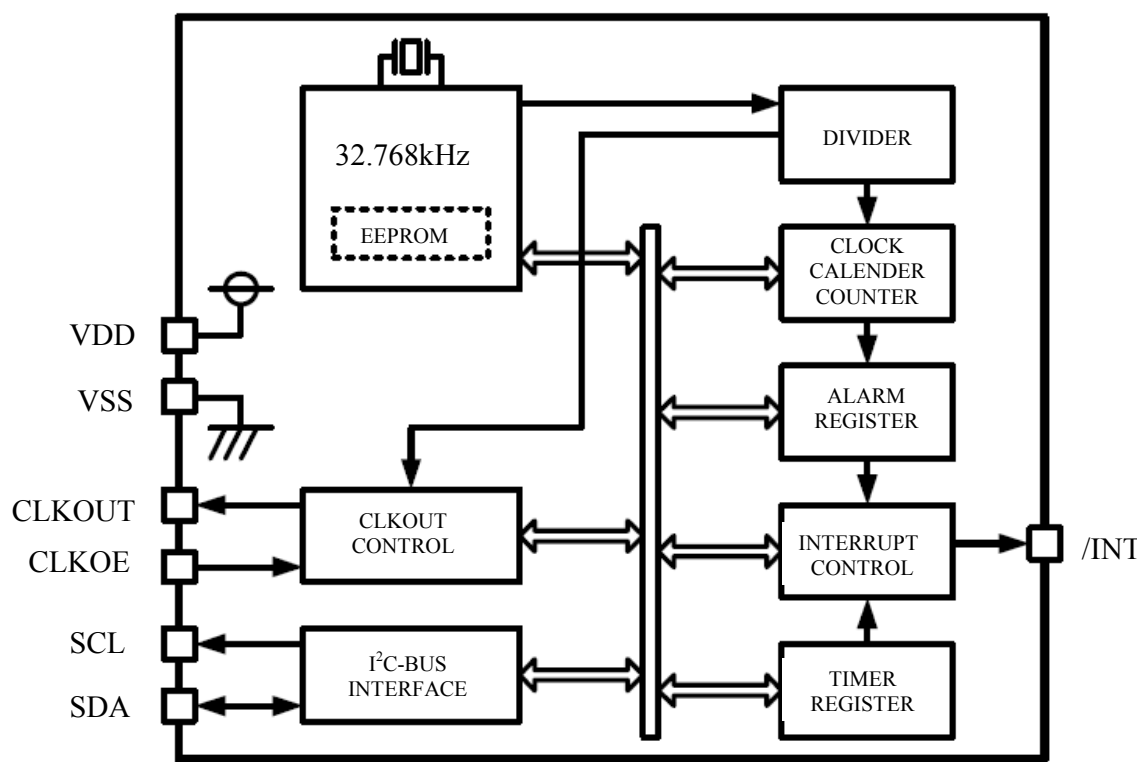 32.768kHz
EEPROM
DIVIDER
CLOCK
CALENDER
COUNTER
VDD
VSS
ALARM
REGISTER
CLKOUT
CLKOE
CLKOUT
CONTROL
INTERRUPT
CONTROL
/INT
SCL
SDA
I²C-BUS
INTERFACE
TIMER
REGISTER